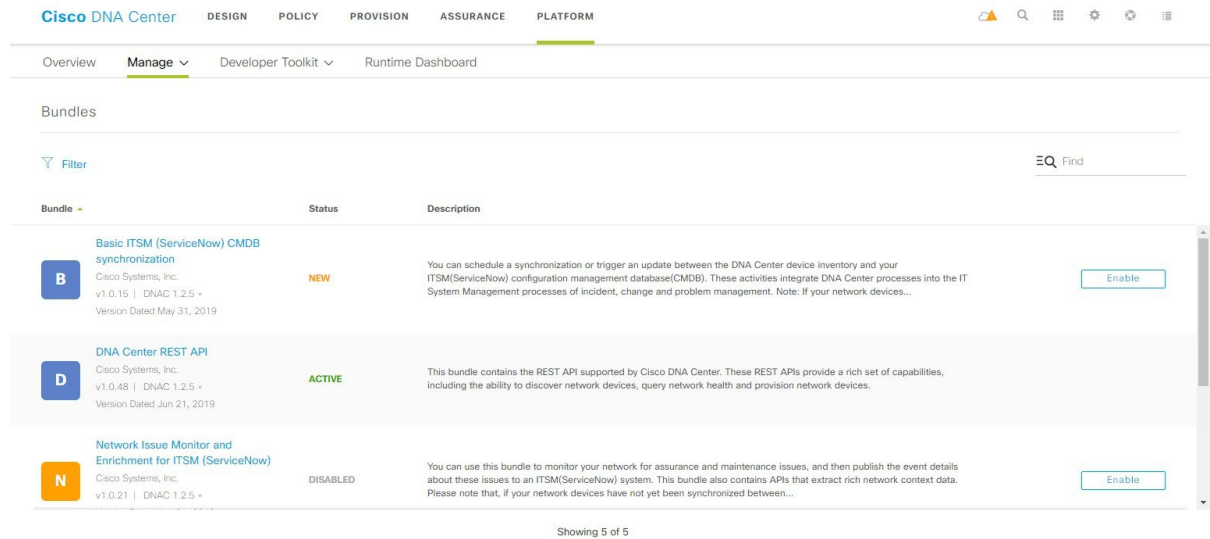 Cisco DNA Center DESIGN POLICY PROVISION ASSURANCE PLATFORM
Overview Manage Developer Toolkit Runtime Dashboard
Bundles
Filter
Find
Bundle Status Description
B
Basic ITSM (ServiceNow) CMDB
synchronization
Cisco Systems, Inc.
v1.0.15 | DNAC 1.2.5 +
Version Dated May 31, 2019
NEW
You can schedule a synchronization or trigger an update between the DNA Center device inventory and your
ITSM(ServiceNow) configuration management database(CMDB). These activities integrate DNA Center processes into the IT
System Management processes of incident, change and problem management. Note: If your network devices...
Enable
D
DNA Center REST API
Cisco Systems, Inc.
v1.0.48 | DNAC 1.2.5 +
Version Dated Jun 21, 2019
ACTIVE
This bundle contains the REST API supported by Cisco DNA Center. These REST APIs provide a rich set of capabilities,
including the ability to discover network devices, query network health and provision network devices.
N
Network Issue Monitor and
Enrichment for ITSM (ServiceNow)
Cisco Systems, Inc.
v1.0.21 | DNAC 1.2.5 +
DISABLED
You can use this bundle to monitor your network for assurance and maintenance issues, and then publish the event details
about these issues to an ITSM(ServiceNow) system. This bundle also contains APIs that extract rich network context data.
Please note that, if your network devices have not yet been synchronized between...
Enable
Showing 5 of 5